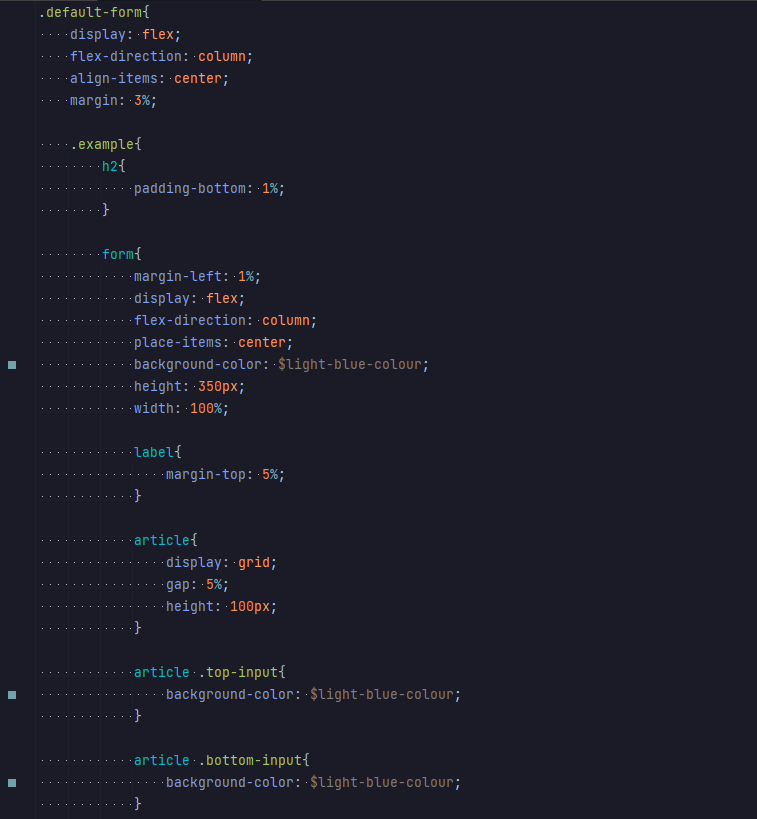 .default-form{
    display: flex;
    flex-direction: column;
    align-items: center;
    margin: 3%;

    .example{
        h2{
            padding-bottom: 1%;
        }

        form{
            margin-left: 1%;
            display: flex;
            flex-direction: column;
            place-items: center;
            background-color: $light-blue-colour;
            height: 350px;
            width: 100%;

            label{
                margin-top: 5%;
            }

            article{
                display: grid;
                gap: 5%;
                height: 100px;
            }

            article .top-input{
                background-color: $light-blue-colour;
            }

            article .bottom-input{
                background-color: $light-blue-colour;
            }